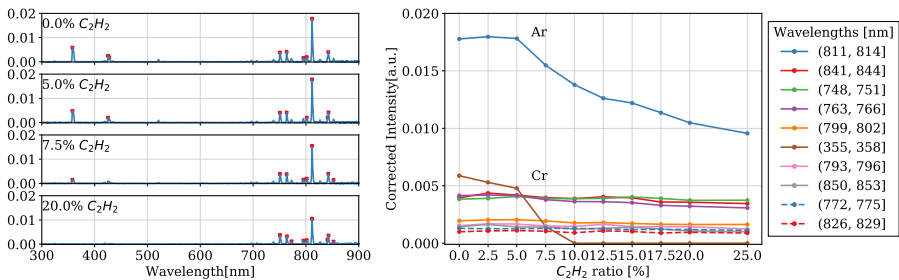 0.02
0.01
0.00
0.0% C2H2
0.02
0.01
0.00
5.0% C2H2
0.02
0.01
0.00
7.5% C2H2
0.02
0.01
0.00
20.0% C2H2
300 400 500 600 700 800 900
Wavelength[nm]
Corrected Intensity[a.u.]
0.020
0.015
0.010
0.005
0.000
Ar
Cr
0.0 2.5 5.0 7.5 10.0 12.5 15.0 17.5 20.0 25.0
C2H2 ratio [%]
Wavelengths [nm]
(811, 814)
(841, 844)
(748, 751)
(763, 766)
(799, 802)
(355, 358)
(793, 796)
(850, 853)
(772, 775)
(826, 829)